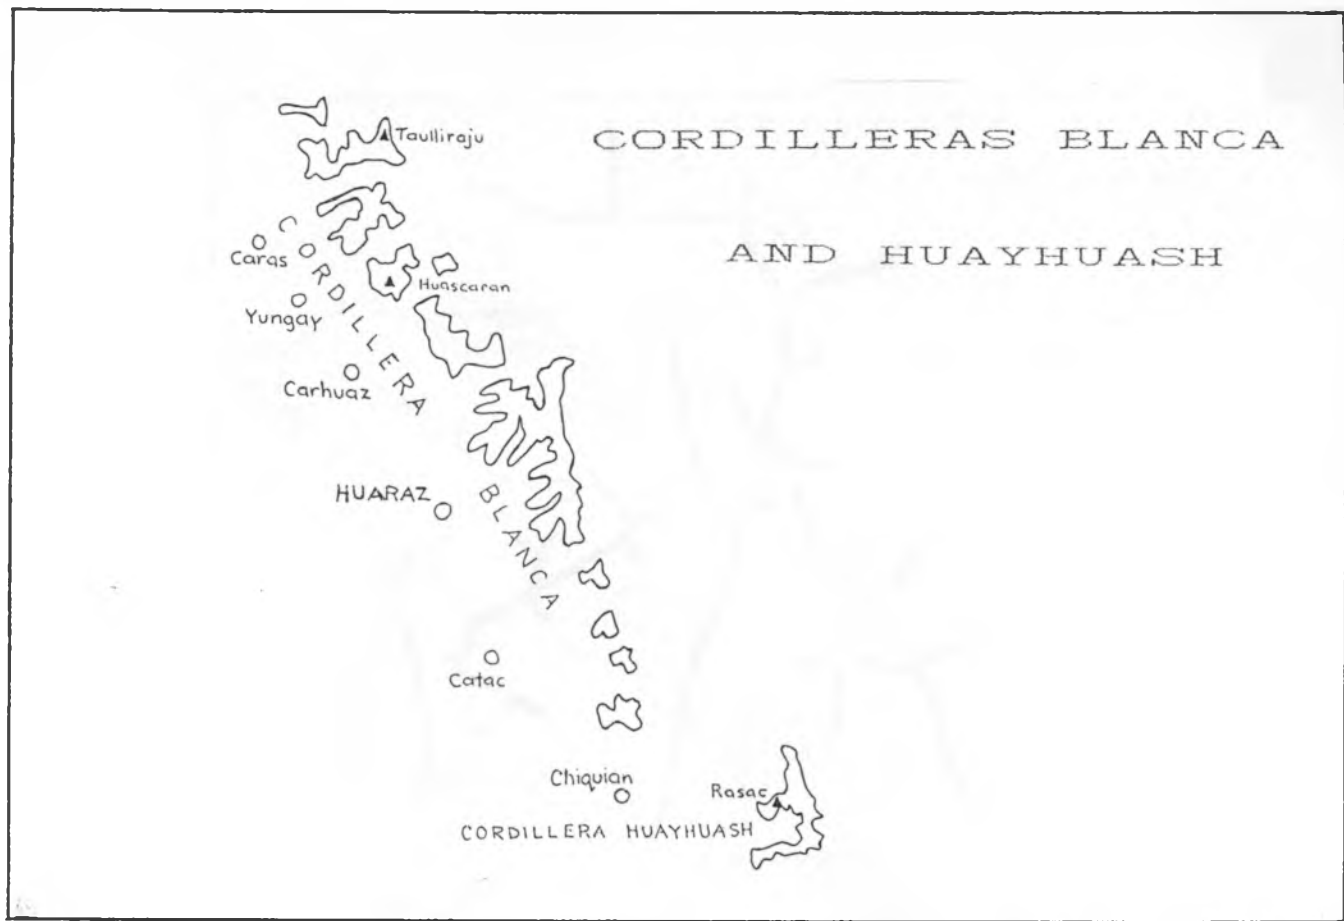 CORDILLERAS BLANCA
AND HUAYHUASH
Taulliraju
CORDILLERA BLANCA
Caras
Huascaran
Yungay
Carhuaz
HUARAZ
Catac
Chiquian
Rasac
CORDILLERA HUAYHUASH